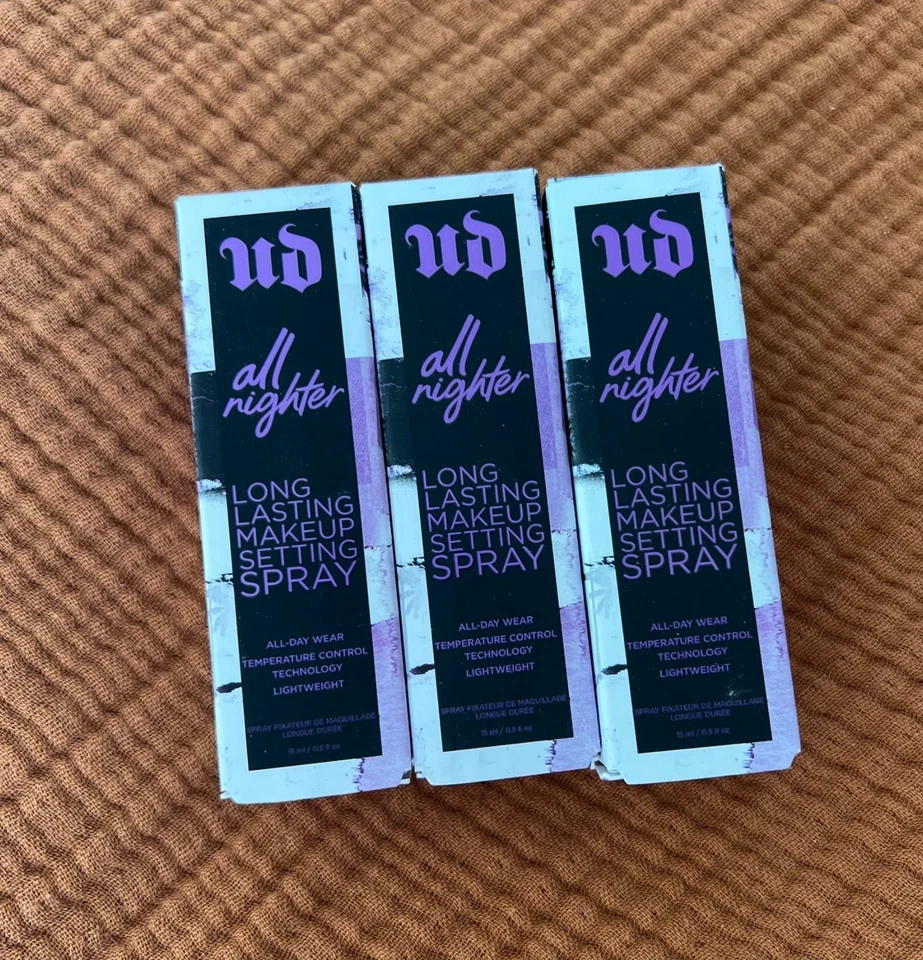 ud
all
nighter
LONG
LASTING
MAKEUP
SETTING
SPRAY
ALL-DAY WEAR
TEMPERATURE CONTROL
TECHNOLOGY
LIGHTWEIGHT
SPRAY FIXATEUR DE MAQUILLAGE
LONGUE DURÉE
15 ml / 0.5 fl oz
ud
all
nighter
LONG
LASTING
MAKEUP
SETTING
SPRAY
ALL-DAY WEAR
TEMPERATURE CONTROL
TECHNOLOGY
LIGHTWEIGHT
SPRAY FIXATEUR DE MAQUILLAGE
LONGUE DURÉE
15 ml / 0.5 fl oz
ud
all
nighter
LONG
LASTING
MAKEUP
SETTING
SPRAY
ALL-DAY WEAR
TEMPERATURE CONTROL
TECHNOLOGY
LIGHTWEIGHT
SPRAY FIXATEUR DE MAQUILLAGE
LONGUE DURÉE
15 ml / 0.5 fl oz